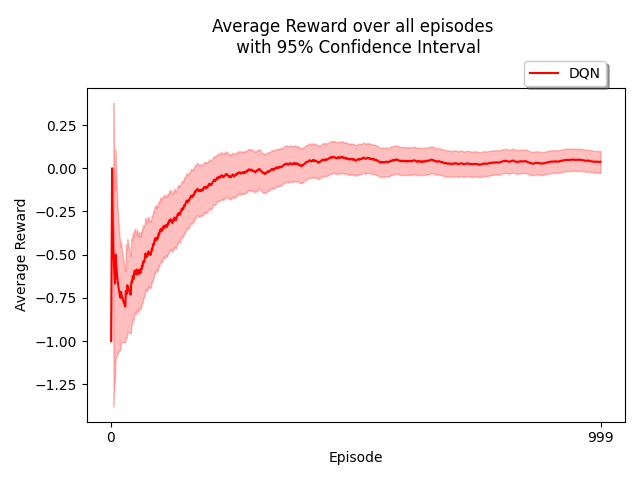 Average Reward over all episodes
with 95% Confidence Interval
DQN
0.25
0.00
−0.25
−0.50
−0.75
−1.00
−1.25
Average Reward
0
999
Episode